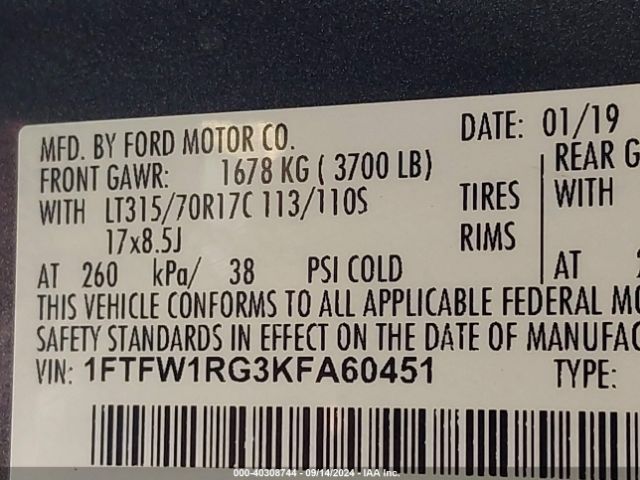 MFD. BY FORD MOTOR CO. DATE: 01/19
FRONT GAWR: 1678 KG ( 3700 LB) REAR G
WITH LT315/70R17C 113/110S TIRES WITH
17x8.5J RIMS
AT 260 kPa/ 38 PSI COLD AT
THIS VEHICLE CONFORMS TO ALL APPLICABLE FEDERAL MO
SAFETY STANDARDS IN EFFECT ON THE DATE OF MANUFAC
VIN: 1FTFW1RG3KFA60451 TYPE:
000-40308744 - 09/14/2024 - IAA Inc.